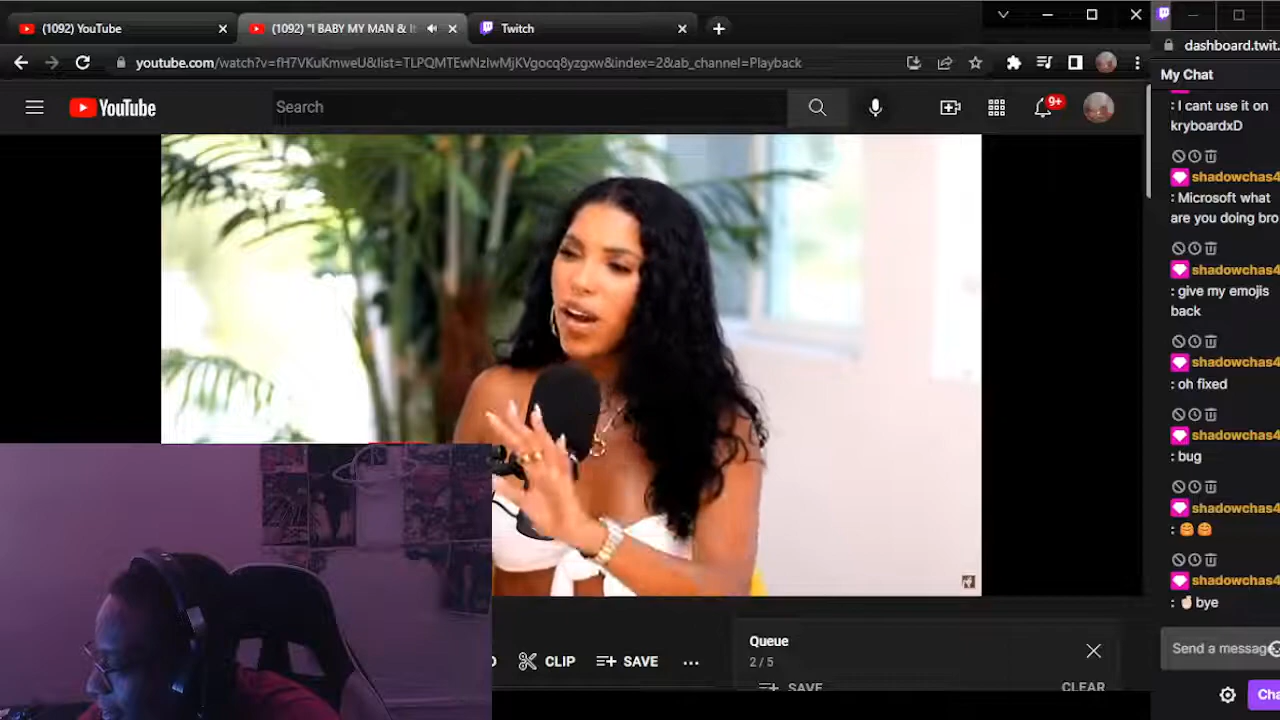 (1092) YouTube
(1092) "I BABY MY MAN & I
Twitch
youtube.com/watch?v=fH7VKuKmweU&list=TLPQMTEwNzIwMjKVgocq8yzgxw&index=2&ab_channel=Playback
dashboard.twit
YouTube
Search
9+
My Chat
: I cant use it on
kryboardxD
shadowchas4
: Microsoft what
are you doing bro
shadowchas4
: give my emojis
back
shadowchas4
: oh fixed
shadowchas4
: bug
shadowchas4
: 🤗🤗
shadowchas4
: ✌🏻bye
Queue
2 / 5
CLIP
SAVE
...
SAVE
CLEAR
Send a message
Cha